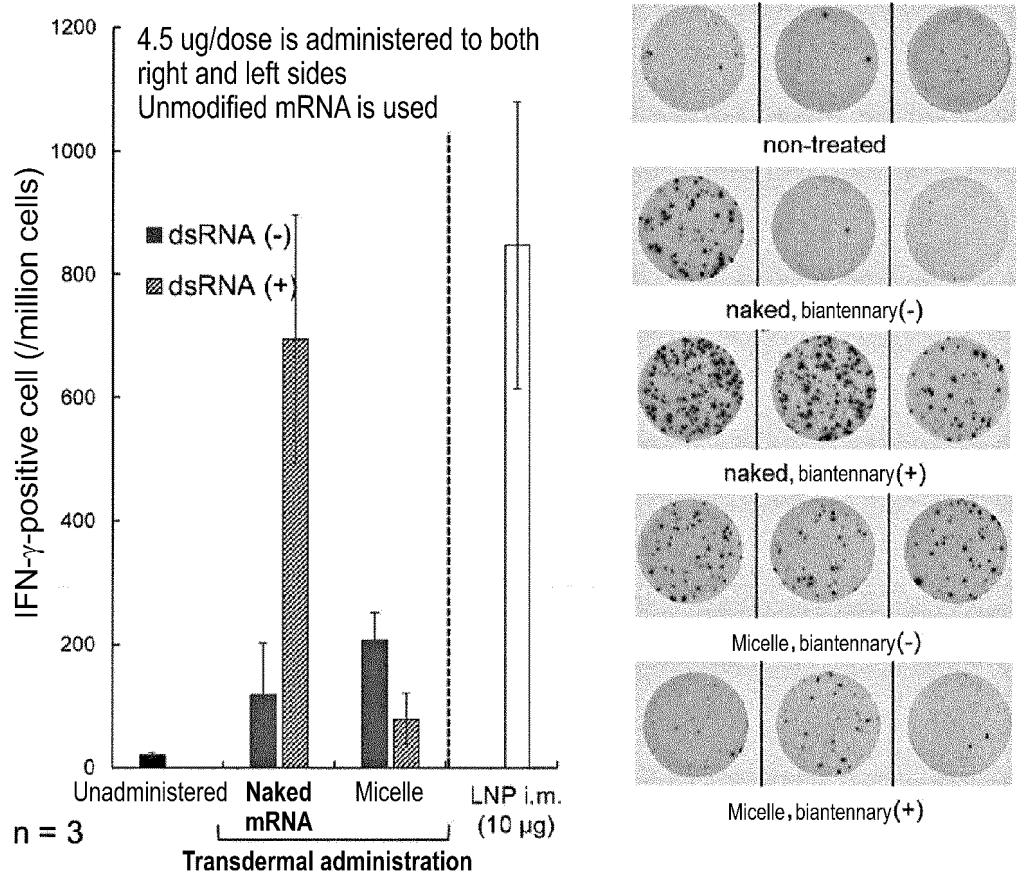 1200
1000
800
600
400
200
0
IFN-γ-positive cell (/million cells)
4.5 ug/dose is administered to both
right and left sides
Unmodified mRNA is used
dsRNA (-)
dsRNA (+)
Unadministered
Naked
mRNA
Micelle
LNP i.m.
(10 µg)
n = 3
Transdermal administration
non-treated
naked, biantennary(-)
naked, biantennary(+)
Micelle, biantennary(-)
Micelle, biantennary(+)